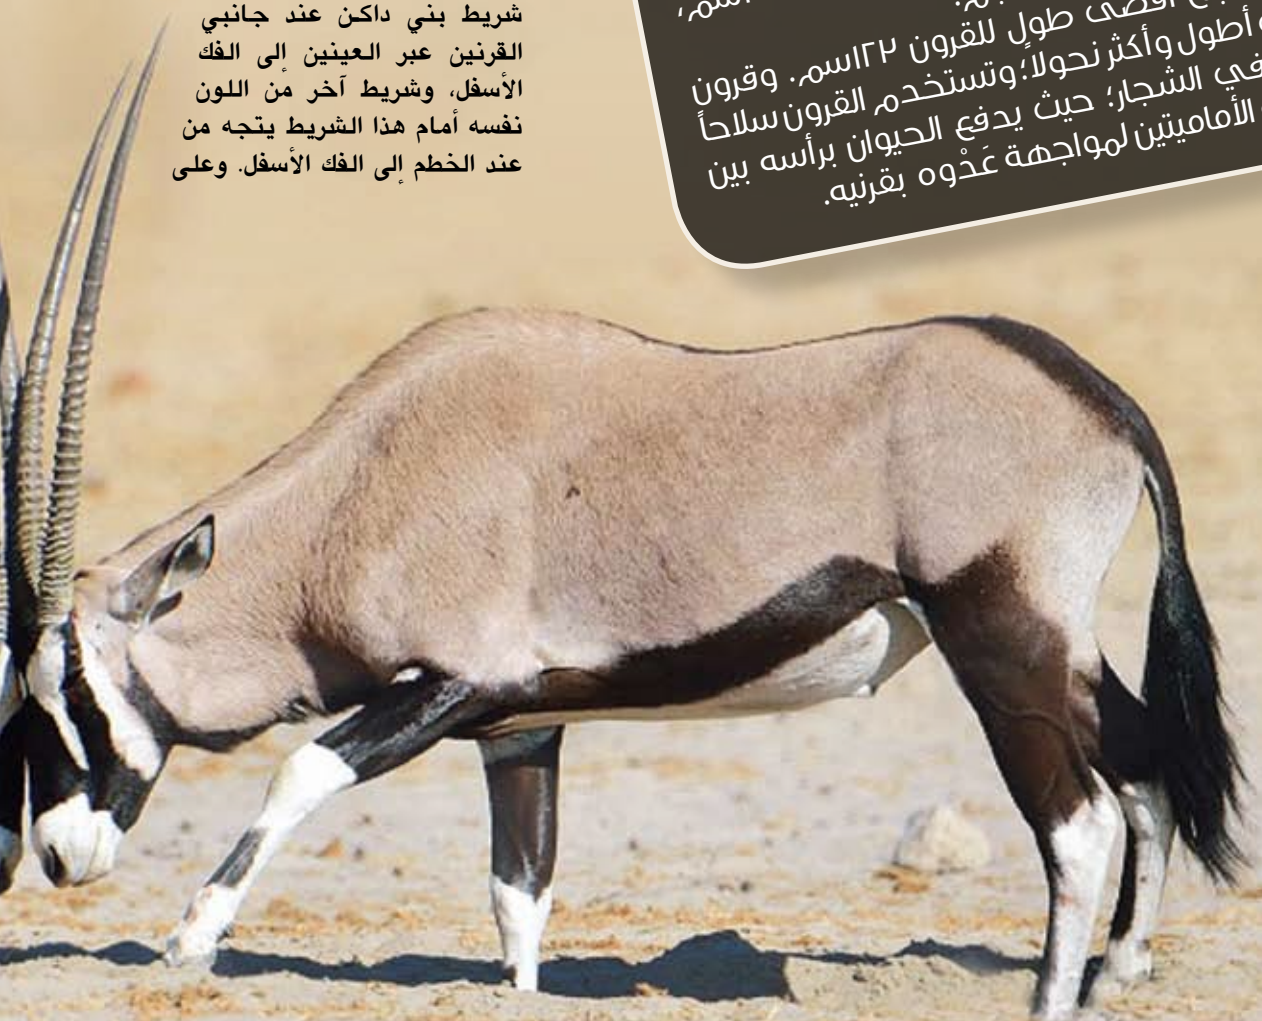 شريط بني داكن عند جانبي
القرنين عبر العينين إلى الفك
الأسفل، وشريط آخر من اللون
نفسه أمام هذا الشريط يتجه من
عند الخطم إلى الفك الأسفل. وعلى
أقصى طول للقرون ١٢٢سم. وقرون
أطول وأكثر نحولاً؛ وتستخدم القرون سلاحاً
في الشجار؛ حيث يدفع الحيوان برأسه بين
الأماميتين لمواجهة عَدْوه بقرنيه.